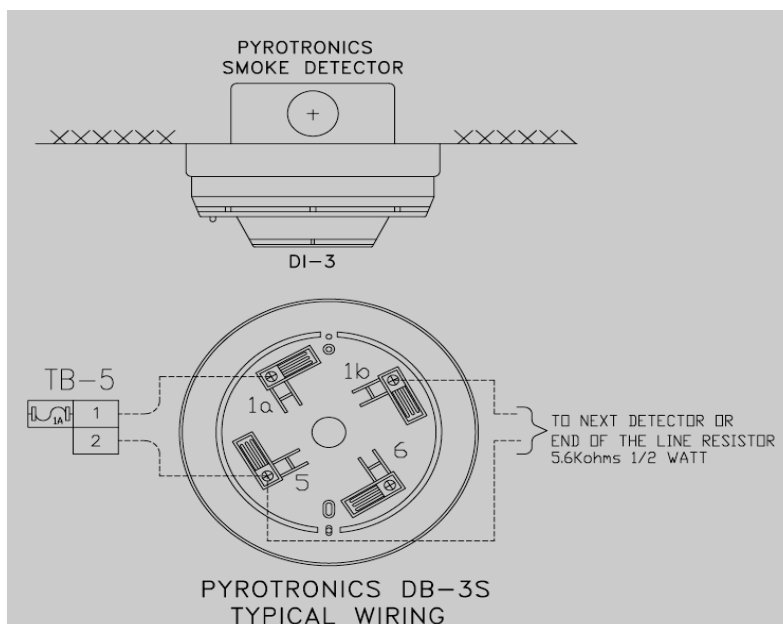 PYROTRONICS
SMOKE DETECTOR
DI-3
TB-5
1A
1
2
1a
1b
5
6
TO NEXT DETECTOR OR
END OF THE LINE RESISTOR
5.6Kohms 1/2 WATT
PYROTRONICS DB-3S
TYPICAL WIRING